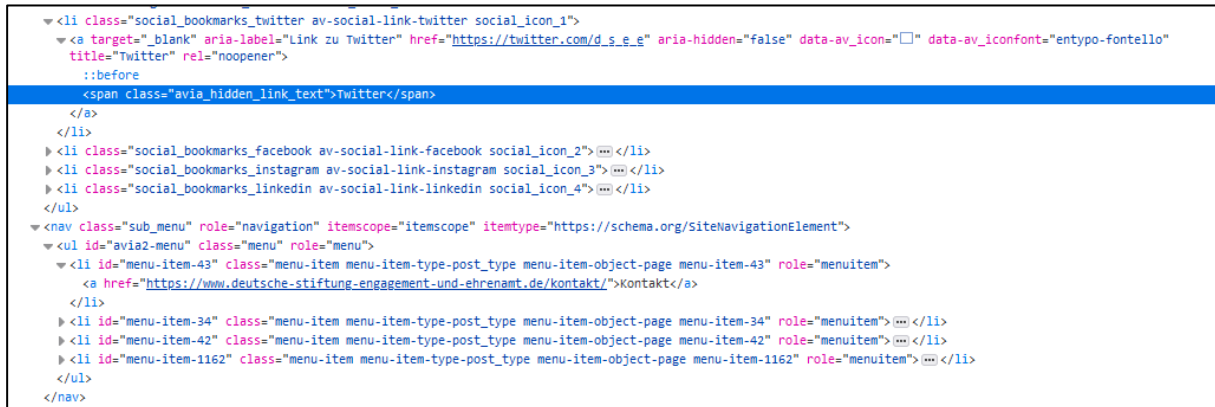 <li class="social_bookmarks_twitter av-social-link-twitter social_icon_1">
<a target="_blank" aria-label="Link zu Twitter" href="https://twitter.com/d_s_e_e" aria-hidden="false" data-av_icon="" data-av_iconfont="entypo-fontello"
title="Twitter" rel="noopener">
::before
<span class="avia_hidden_link_text">Twitter</span>
</a>
</li>
<li class="social_bookmarks_facebook av-social-link-facebook social_icon_2">…</li>
<li class="social_bookmarks_instagram av-social-link-instagram social_icon_3">…</li>
<li class="social_bookmarks_linkedin av-social-link-linkedin social_icon_4">…</li>
</ul>
<nav class="sub_menu" role="navigation" itemscope="itemscope" itemtype="https://schema.org/SiteNavigationElement">
<ul id="avia2-menu" class="menu" role="menu">
<li id="menu-item-43" class="menu-item menu-item-type-post_type menu-item-object-page menu-item-43" role="menuitem">
<a href="https://www.deutsche-stiftung-engagement-und-ehrenamt.de/kontakt/">Kontakt</a>
</li>
<li id="menu-item-34" class="menu-item menu-item-type-post_type menu-item-object-page menu-item-34" role="menuitem">…</li>
<li id="menu-item-42" class="menu-item menu-item-type-post_type menu-item-object-page menu-item-42" role="menuitem">…</li>
<li id="menu-item-1162" class="menu-item menu-item-type-post_type menu-item-object-page menu-item-1162" role="menuitem">…</li>
</ul>
</nav>